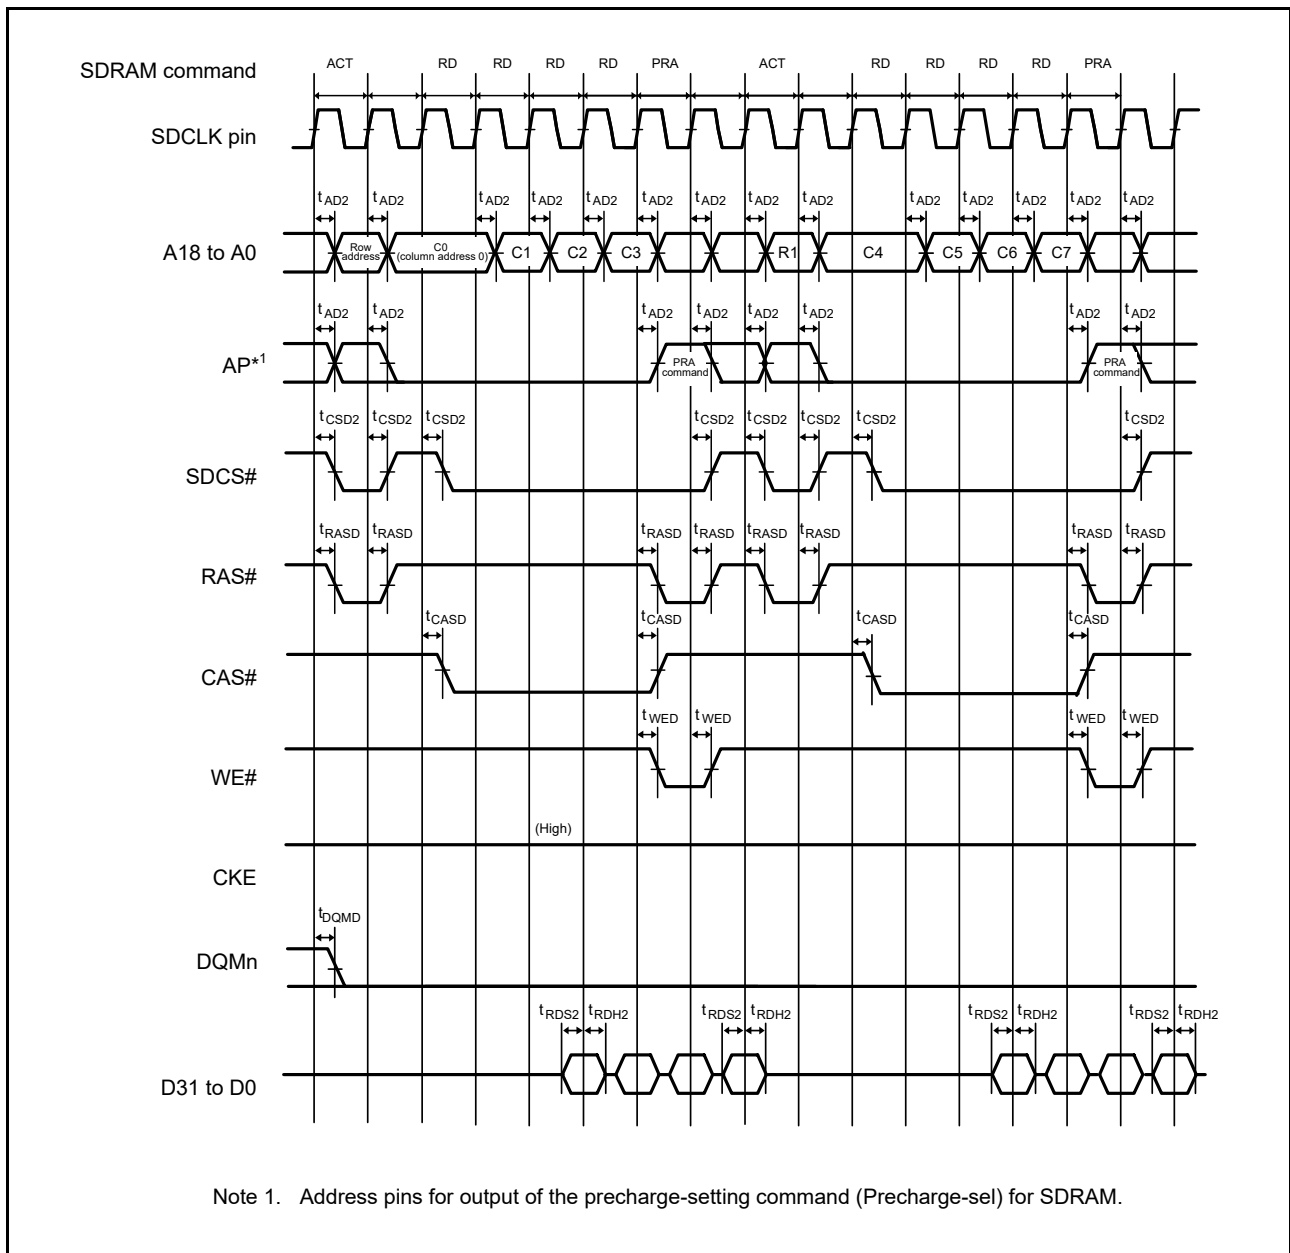 SDRAM command ACT RD RD RD RD PRA ACT RD RD RD RD PRA
SDCLK pin
tAD2 tAD2 tAD2 tAD2 tAD2 tAD2 tAD2 tAD2 tAD2 tAD2 tAD2 tAD2 tAD2 tAD2
A18 to A0 Row address C0 (column address 0) C1 C2 C3 R1 C4 C5 C6 C7
tAD2 tAD2 tAD2 tAD2 tAD2 tAD2 tAD2 tAD2
AP*1 PRA command PRA command
tCSD2 tCSD2 tCSD2 tCSD2 tCSD2 tCSD2 tCSD2 tCSD2
SDCS#
tRASD tRASD tRASD tRASD tRASD tRASD tRASD tRASD
RAS#
tCASD tCASD tCASD tCASD
CAS#
tWED tWED tWED tWED
WE#
(High)
CKE
tDQMD
DQMn
tRDS2 tRDH2 tRDS2 tRDH2 tRDS2 tRDH2 tRDS2 tRDH2
D31 to D0
Note 1. Address pins for output of the precharge-setting command (Precharge-sel) for SDRAM.